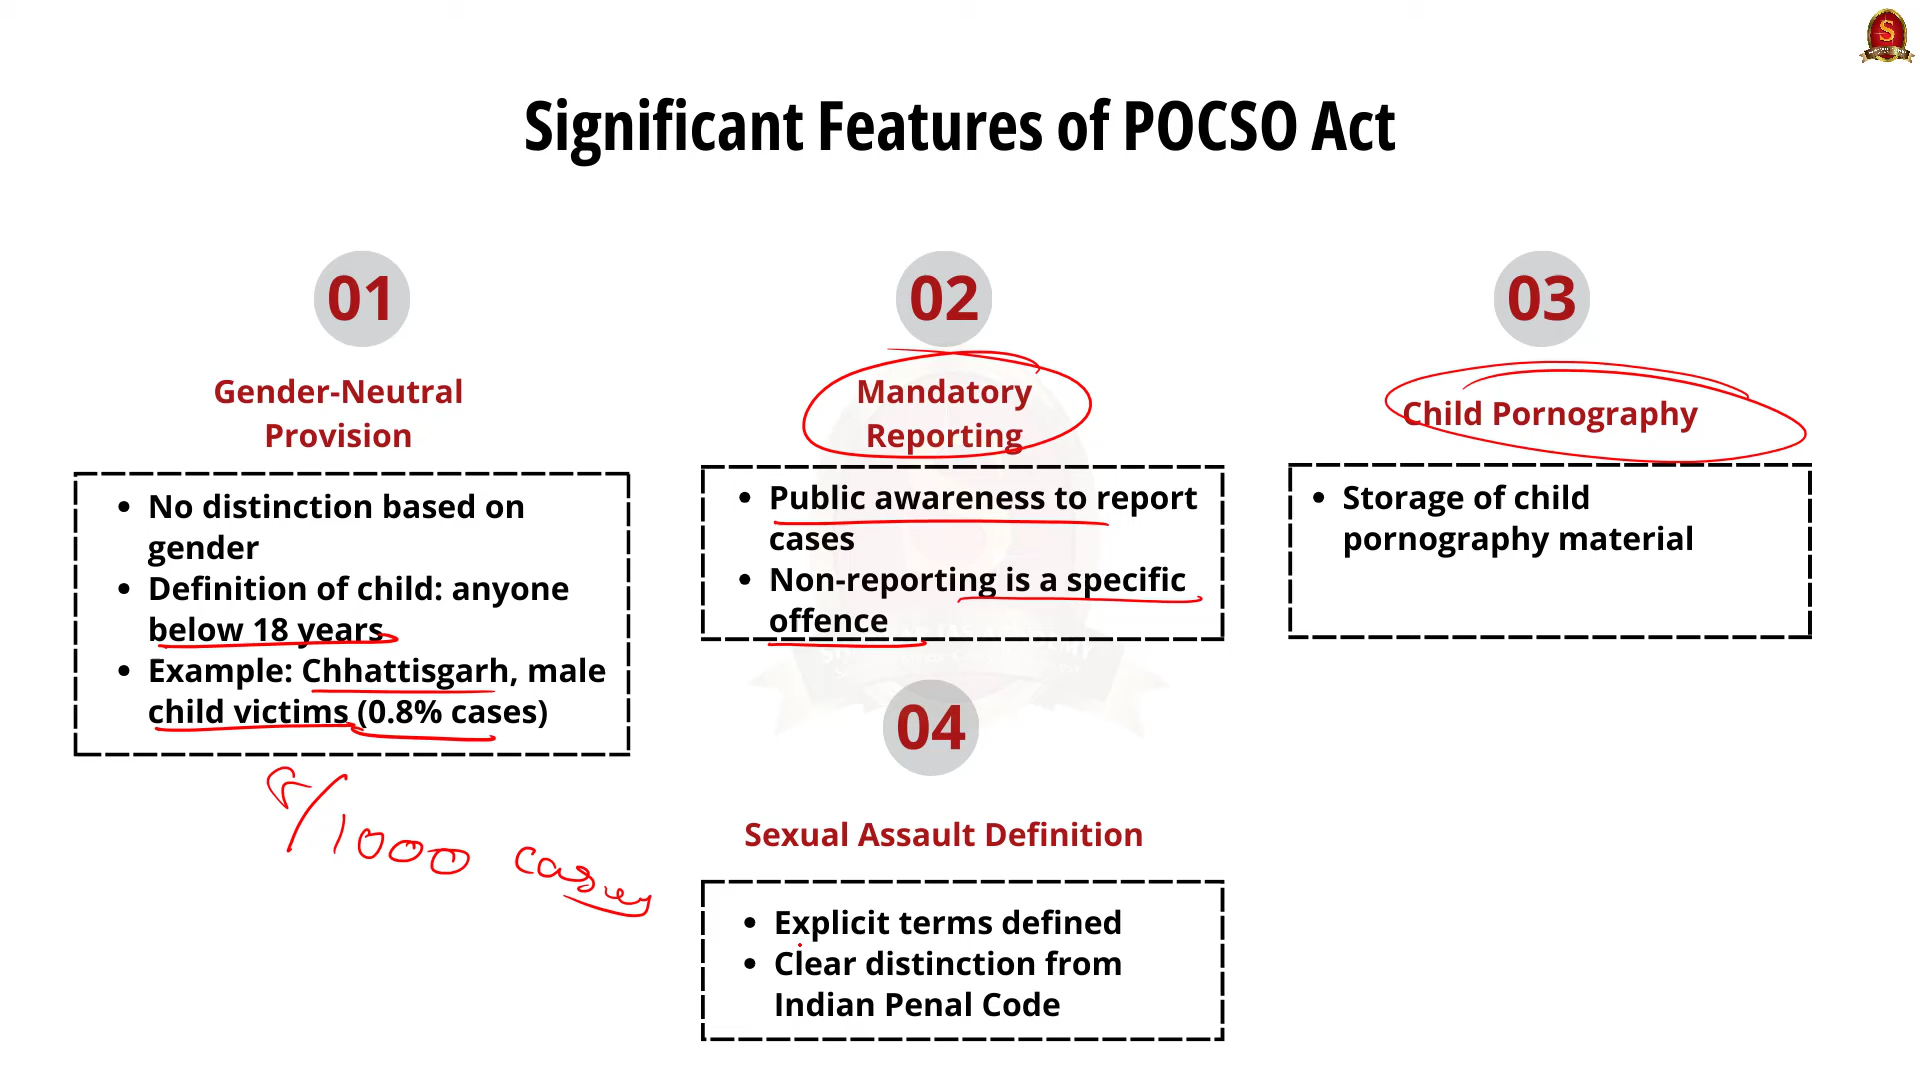 Significant Features of POCSO Act
01
Gender-Neutral
Provision
• No distinction based on
gender
• Definition of child: anyone
below 18 years
• Example: Chhattisgarh, male
child victims (0.8% cases)
8/1000 cases
02
Mandatory
Reporting
• Public awareness to report
cases
• Non-reporting is a specific
offence
03
Child Pornography
• Storage of child
pornography material
04
Sexual Assault Definition
• Explicit terms defined
• Clear distinction from
Indian Penal Code
S